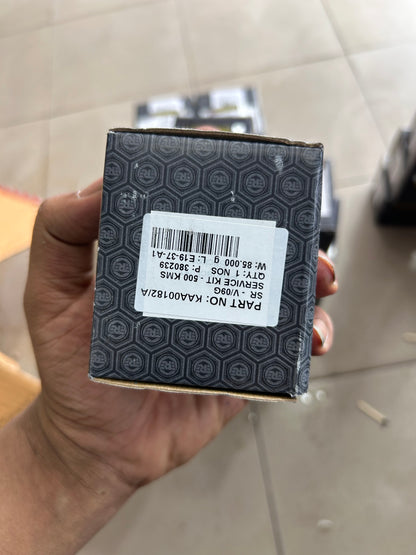 PART NO: KAA00182/A
SR - V/09G
SERVICE KIT - 500 KMS
QTY: 1 NOS P: 380239
W: 85.000 g L: E19-37-A1